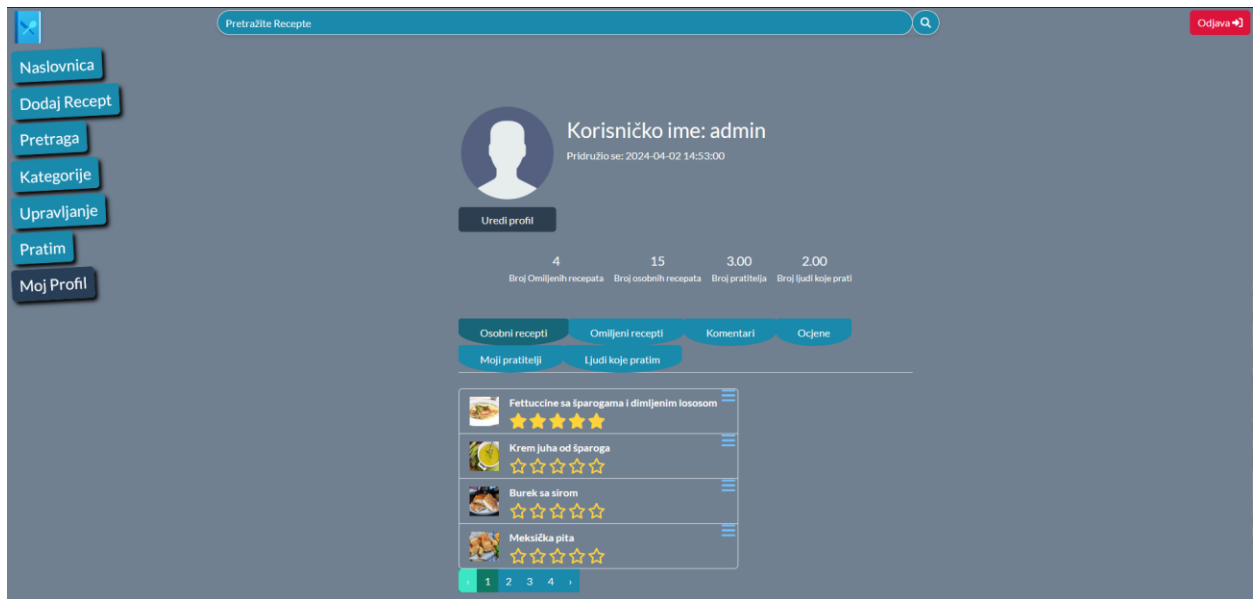 Pretražite Recepte
Odjava
Naslovnica
Dodaj Recept
Pretraga
Kategorije
Upravljanje
Pratim
Moj Profil
Korisničko ime: admin
Pridružio se: 2024-04-02 14:53:00
Uredi profil
4 15 3.00 2.00
Broj Omiljenih recepata Broj osobnih recepata Broj pratitelja Broj ljudi koje prati
Osobni recepti Omiljeni recepti Komentari Ocjene
Moji pratitelji Ljudi koje pratim
Fettuccine sa šparogama i dimljenim lososom
Krem juha od šparoga
Burek sa sirom
Meksička pita
‹ 1 2 3 4 ›